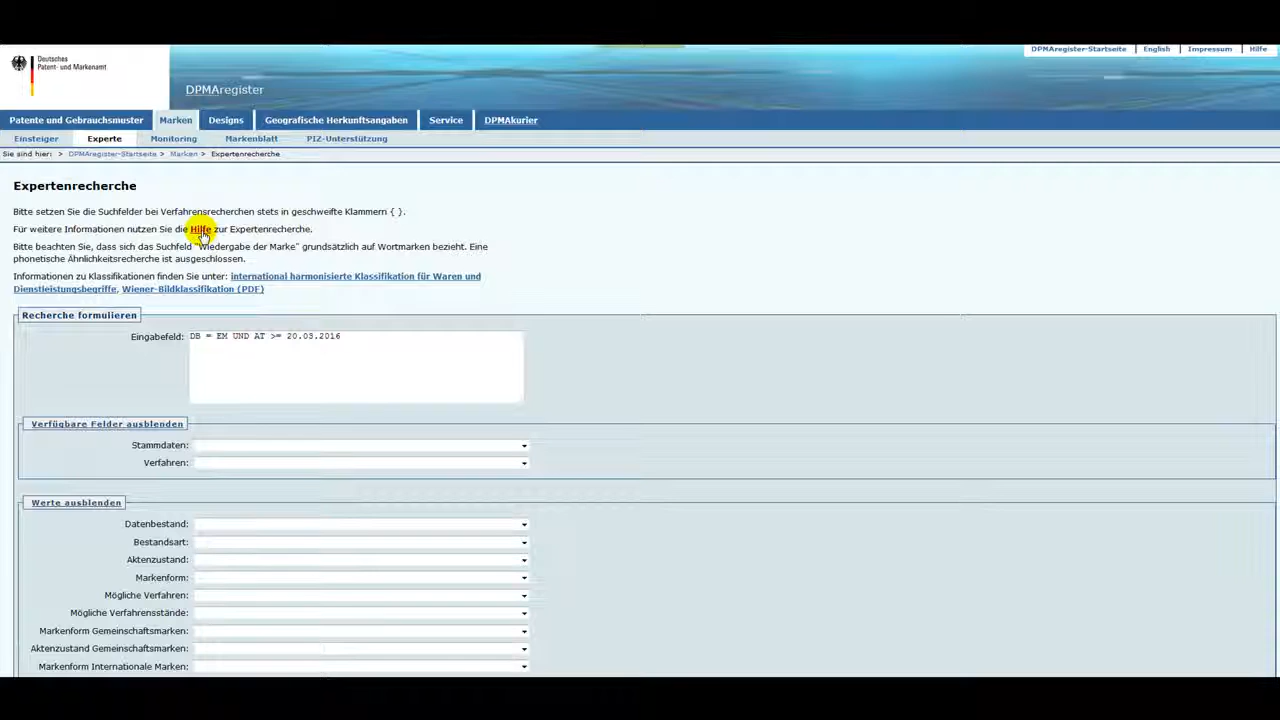 Deutsches
Patent- und Markenamt
DPMAregister-Startseite | English | Impressum | Hilfe
DPMAregister
Patente und Gebrauchsmuster Marken Designs Geografische Herkunftsangaben Service DPMAkurier
Einsteiger Experte Monitoring Markenblatt PIZ-Unterstützung
Sie sind hier: > DPMAregister-Startseite > Marken > Expertenrecherche
Expertenrecherche
Bitte setzen Sie die Suchfelder bei Verfahrensrecherchen stets in geschweifte Klammern { }.
Für weitere Informationen nutzen Sie die Hilfe zur Expertenrecherche.
Bitte beachten Sie, dass sich das Suchfeld "Wiedergabe der Marke" grundsätzlich auf Wortmarken bezieht. Eine
phonetische Ähnlichkeitsrecherche ist ausgeschlossen.
Informationen zu Klassifikationen finden Sie unter: international harmonisierte Klassifikation für Waren und
Dienstleistungsbegriffe, Wiener-Bildklassifikation (PDF)
Recherche formulieren
Eingabefeld: DB = EM UND AT >= 20.03.2016
Verfügbare Felder ausblenden
Stammdaten:
Verfahren:
Werte ausblenden
Datenbestand:
Bestandsart:
Aktenzustand:
Markenform:
Mögliche Verfahren:
Mögliche Verfahrensstände:
Markenform Gemeinschaftsmarken:
Aktenzustand Gemeinschaftsmarken:
Markenform Internationale Marken: